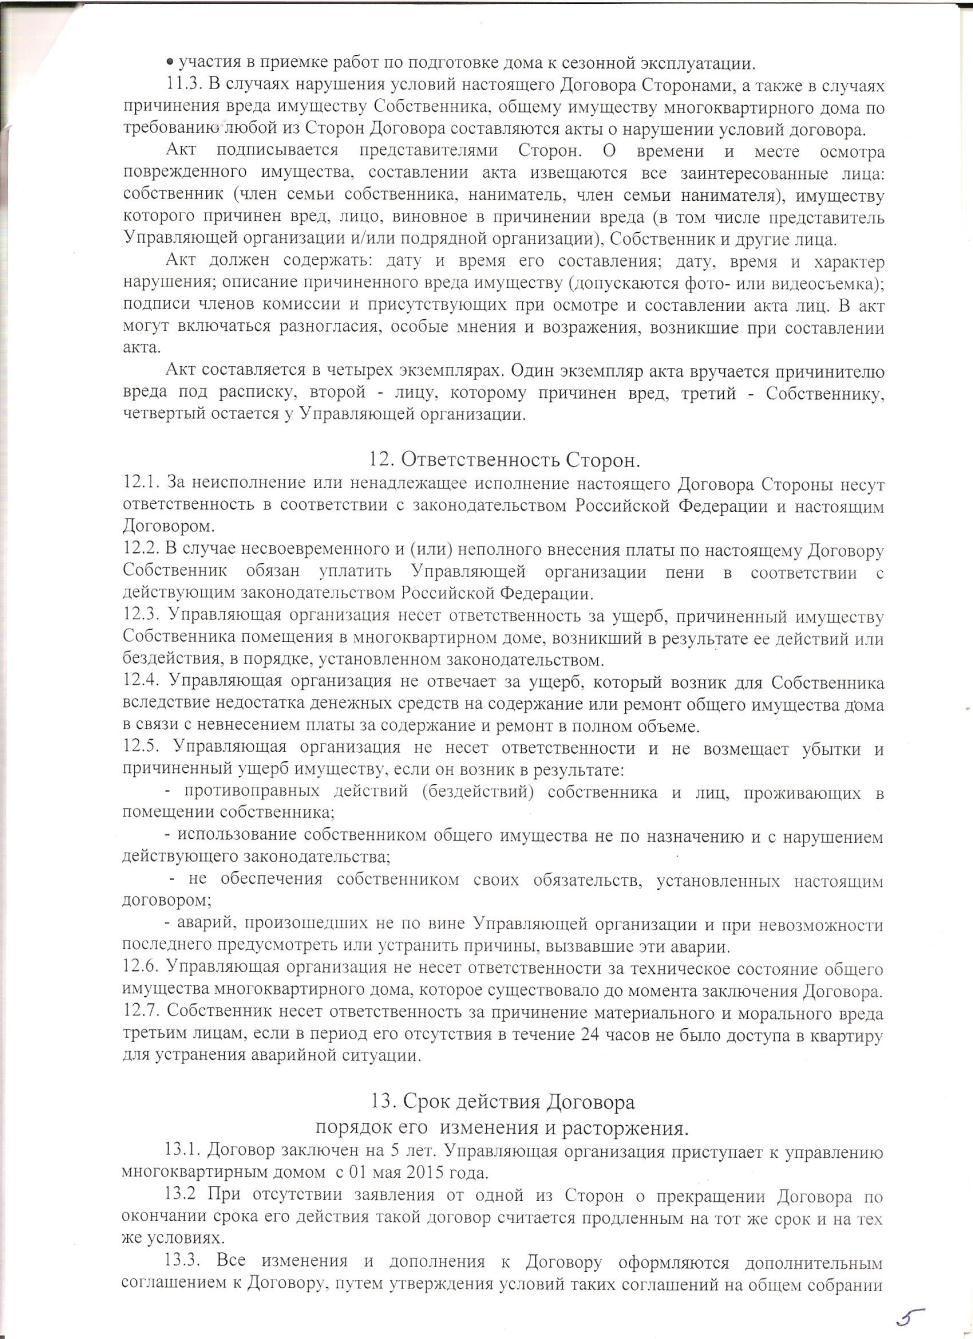 • участия в приемке работ по подготовке дома к сезонной эксплуатации.
11.3. В случаях нарушения условий настоящего Договора Сторонами, а также в случаях
причинения вреда имуществу Собственника, общему имуществу многоквартирного дома по
требованию любой из Сторон Договора составляются акты о нарушении условий договора.
Акт подписывается представителями Сторон. О времени и месте осмотра
поврежденного имущества, составлении акта извещаются все заинтересованные лица:
собственник (член семьи собственника, наниматель, член семьи нанимателя), имуществу
которого причинен вред, лицо, виновное в причинении вреда (в том числе представитель
Управляющей организации и/или подрядной организации), Собственник и другие лица.
Акт должен содержать: дату и время его составления; дату, время и характер
нарушения; описание причиненного вреда имуществу (допускаются фото- или видеосъемка);
подписи членов комиссии и присутствующих при осмотре и составлении акта лиц. В акт
могут включаться разногласия, особые мнения и возражения, возникшие при составлении
акта.
Акт составляется в четырех экземплярах. Один экземпляр акта вручается причинителю
вреда под расписку, второй - лицу, которому причинен вред, третий - Собственнику,
четвертый остается у Управляющей организации.
12. Ответственность Сторон.
12.1. За неисполнение или ненадлежащее исполнение настоящего Договора Стороны несут
ответственность в соответствии с законодательством Российской Федерации и настоящим
Договором.
12.2. В случае несвоевременного и (или) неполного внесения платы по настоящему Договору
Собственник обязан уплатить Управляющей организации пени в соответствии с
действующим законодательством Российской Федерации.
12.3. Управляющая организация несет ответственность за ущерб, причиненный имуществу
Собственника помещения в многоквартирном доме, возникший в результате ее действий или
бездействия, в порядке, установленном законодательством.
12.4. Управляющая организация не отвечает за ущерб, который возник для Собственника
вследствие недостатка денежных средств на содержание или ремонт общего имущества дома
в связи с невнесением платы за содержание и ремонт в полном объеме.
12.5. Управляющая организация не несет ответственности и не возмещает убытки и
причиненный ущерб имуществу, если он возник в результате:
- противоправных действий (бездействий) собственника и лиц, проживающих в
помещении собственника;
- использование собственником общего имущества не по назначению и с нарушением
действующего законодательства;
- не обеспечения собственником своих обязательств, установленных настоящим
договором;
- аварий, произошедших не по вине Управляющей организации и при невозможности
последнего предусмотреть или устранить причины, вызвавшие эти аварии.
12.6. Управляющая организация не несет ответственности за техническое состояние общего
имущества многоквартирного дома, которое существовало до момента заключения Договора.
12.7. Собственник несет ответственность за причинение материального и морального вреда
третьим лицам, если в период его отсутствия в течение 24 часов не было доступа в квартиру
для устранения аварийной ситуации.
13. Срок действия Договора
порядок его изменения и расторжения.
13.1. Договор заключен на 5 лет. Управляющая организация приступает к управлению
многоквартирным домом с 01 мая 2015 года.
13.2 При отсутствии заявления от одной из Сторон о прекращении Договора по
окончании срока его действия такой договор считается продленным на тот же срок и на тех
же условиях.
13.3. Все изменения и дополнения к Договору оформляются дополнительным
соглашением к Договору, путем утверждения условий таких соглашений на общем собрании
5